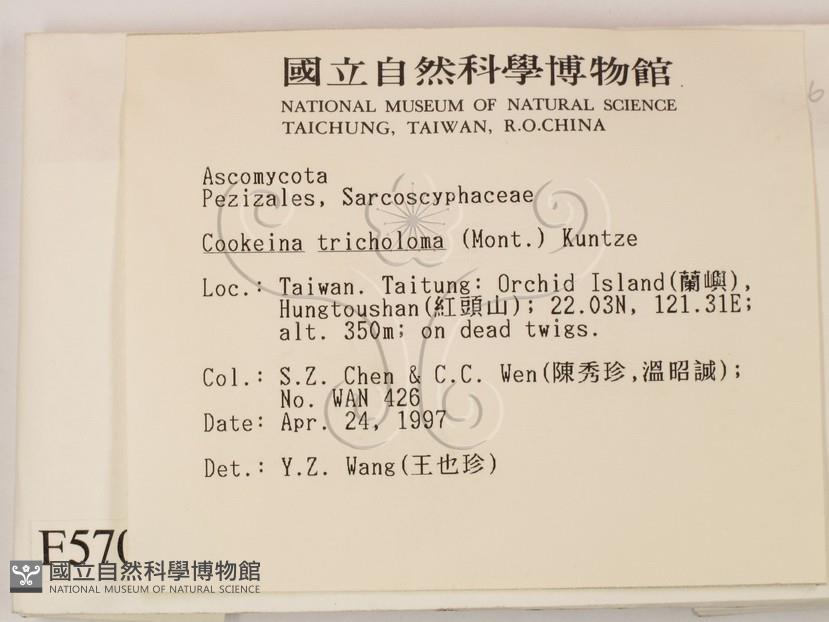 國立自然科學博物館
NATIONAL MUSEUM OF NATURAL SCIENCE
TAICHUNG, TAIWAN, R.O.CHINA
6
Ascomycota
Pezizales, Sarcoscyphaceae
Cookeina tricholoma (Mont.) Kuntze
Loc.: Taiwan. Taitung: Orchid Island(蘭嶼),
Hungtoushan(紅頭山); 22.03N, 121.31E;
alt. 350m; on dead twigs.
Col.: S.Z. Chen & C.C. Wen(陳秀珍,溫昭誠);
No. WAN 426
Date: Apr. 24, 1997
Det.: Y.Z. Wang(王也珍)
F570
國立自然科學博物館
NATIONAL MUSEUM OF NATURAL SCIENCE